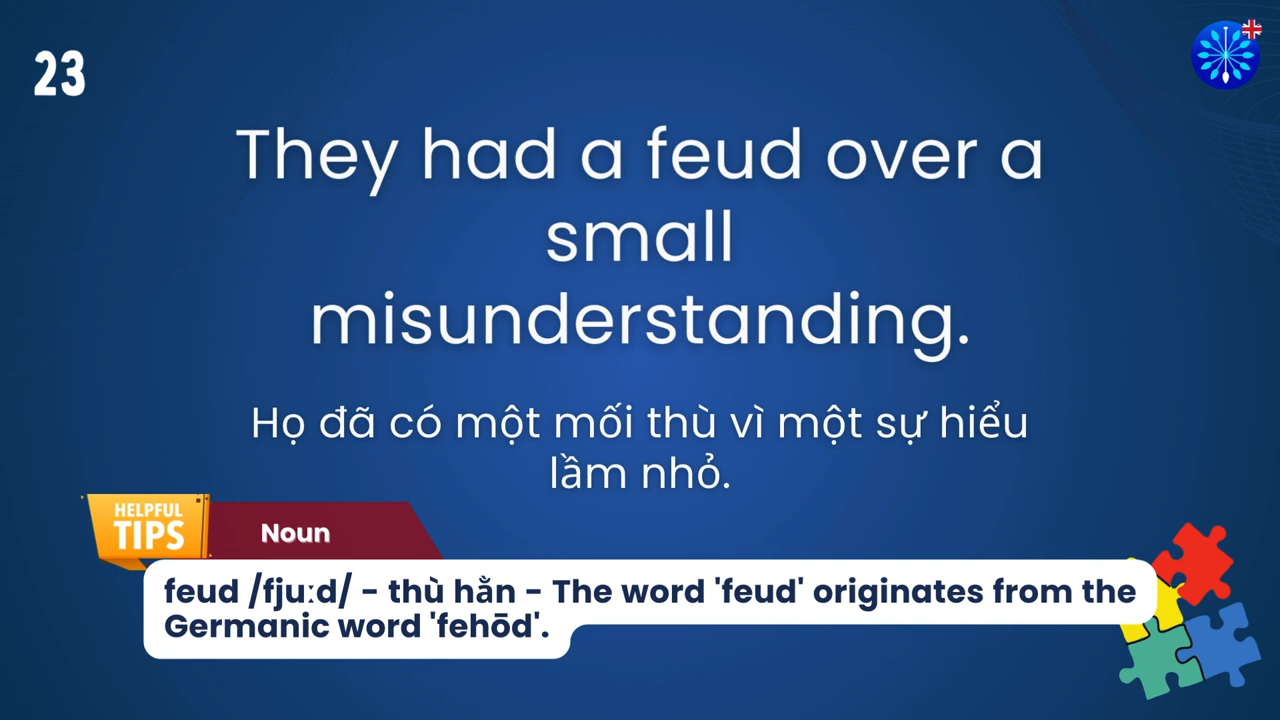 23
They had a feud over a
small
misunderstanding.
Họ đã có một mối thù vì một sự hiểu
lầm nhỏ.
HELPFUL
TIPS
Noun
feud /fjuːd/ - thù hằn - The word 'feud' originates from the
Germanic word 'fehōd'.